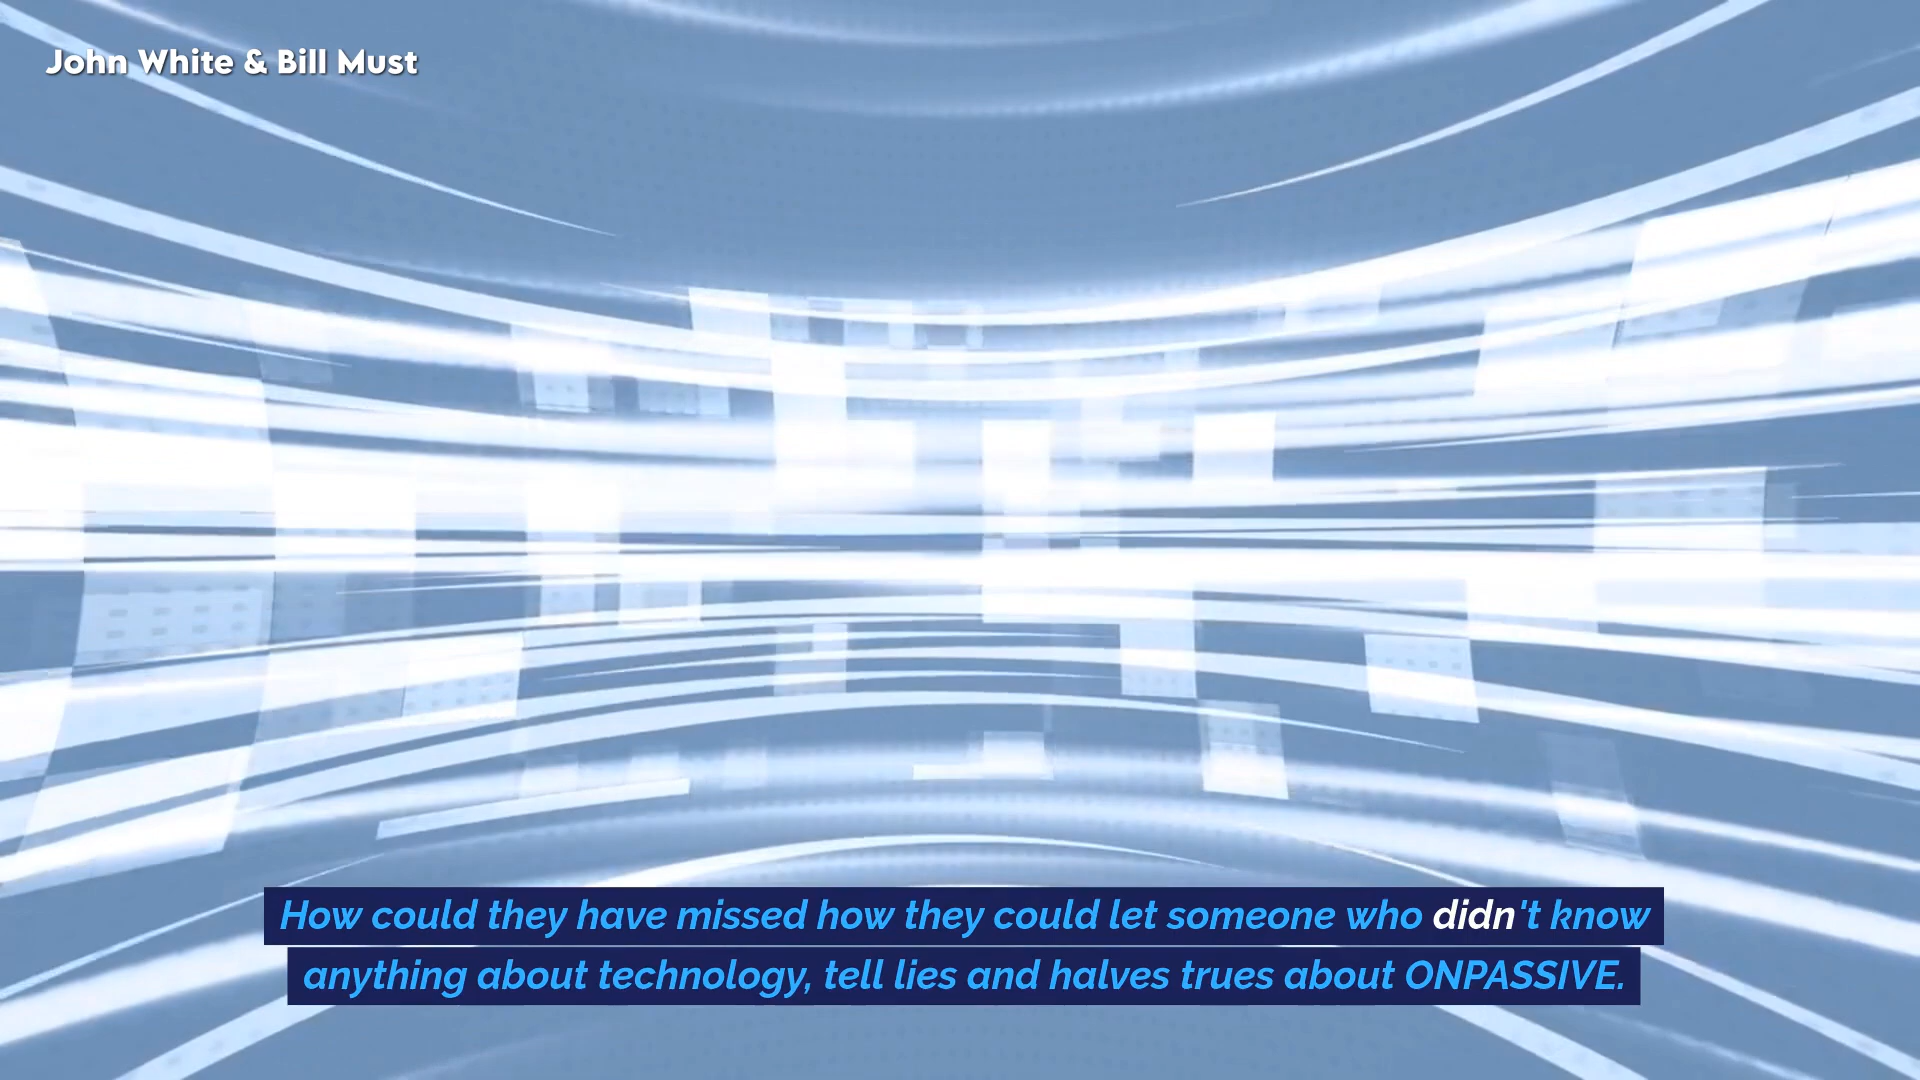 John White & Bill Must
How could they have missed how they could let someone who didn't know
anything about technology, tell lies and halves trues about ONPASSIVE.